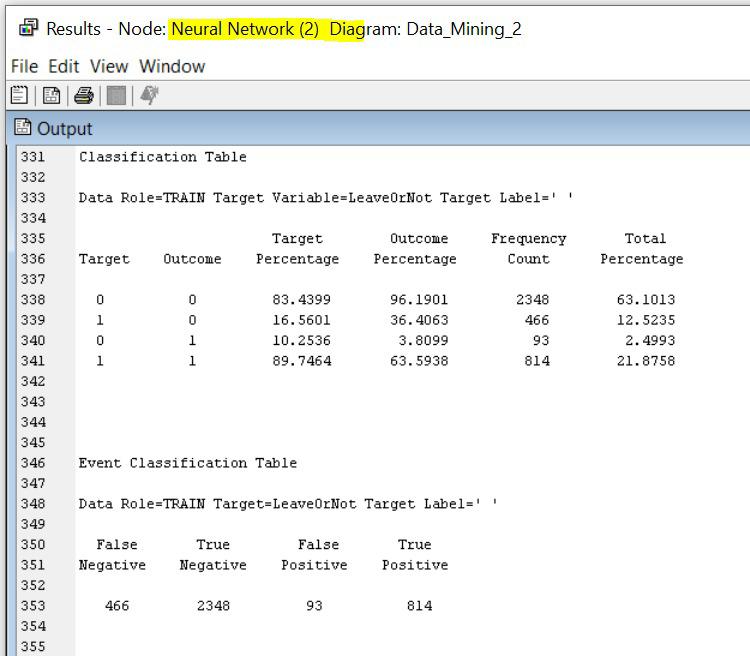 Results - Node: Neural Network (2) Diagram: Data_Mining_2
File Edit View Window
Output
331 Classification Table
332
333 Data Role=TRAIN Target Variable=LeaveOrNot Target Label=' '
334
335 Target Outcome Frequency Total
336 Target Outcome Percentage Percentage Count Percentage
337
338 0 0 83.4399 96.1901 2348 63.1013
339 1 0 16.5601 36.4063 466 12.5235
340 0 1 10.2536 3.8099 93 2.4993
341 1 1 89.7464 63.5938 814 21.8758
342
343
344
345
346 Event Classification Table
347
348 Data Role=TRAIN Target=LeaveOrNot Target Label=' '
349
350 False True False True
351 Negative Negative Positive Positive
352
353 466 2348 93 814
354
355